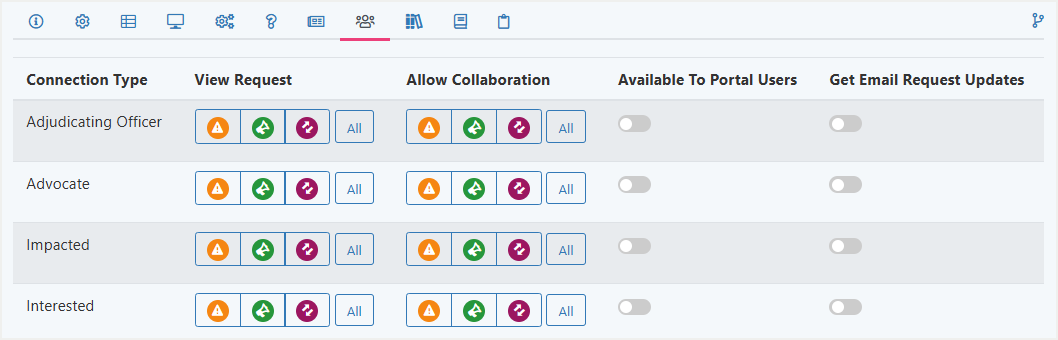 Connection Type View Request Allow Collaboration Available To Portal Users Get Email Request Updates
Adjudicating Officer All All
Advocate All All
Impacted All All
Interested All All